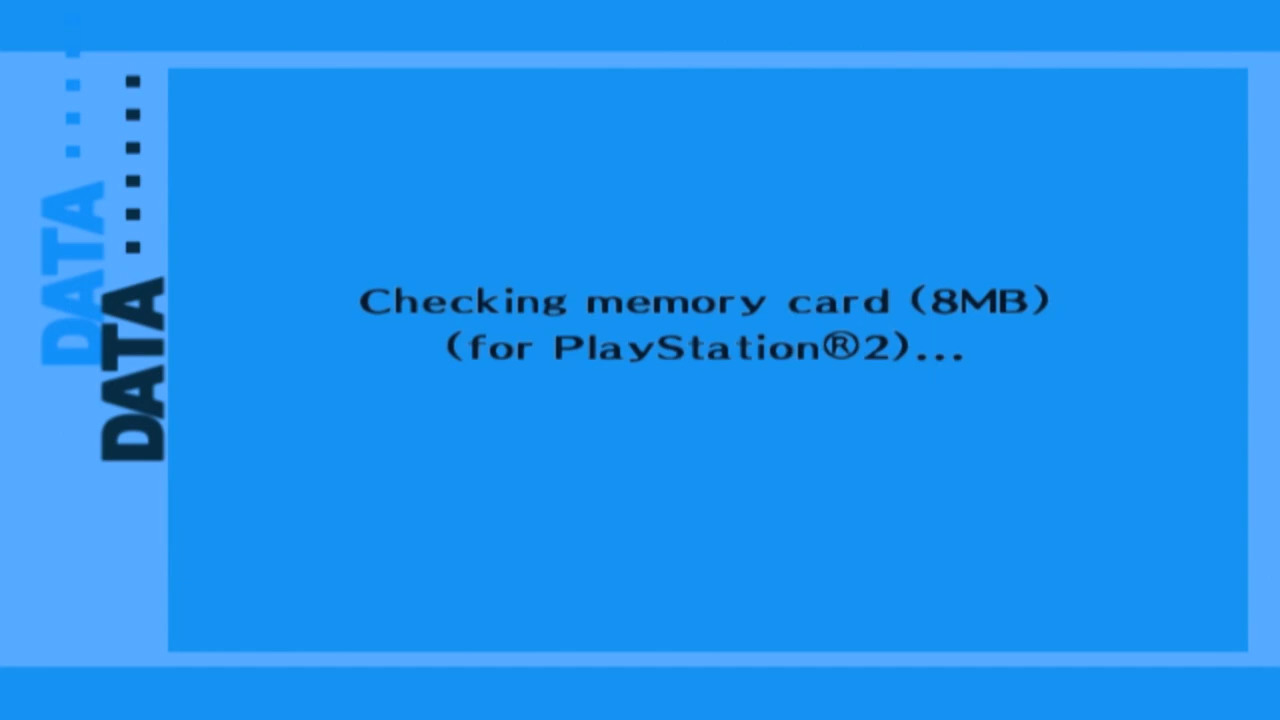 DATA ......
DATA .....
Checking memory card (8MB)
(for PlayStation®2)...